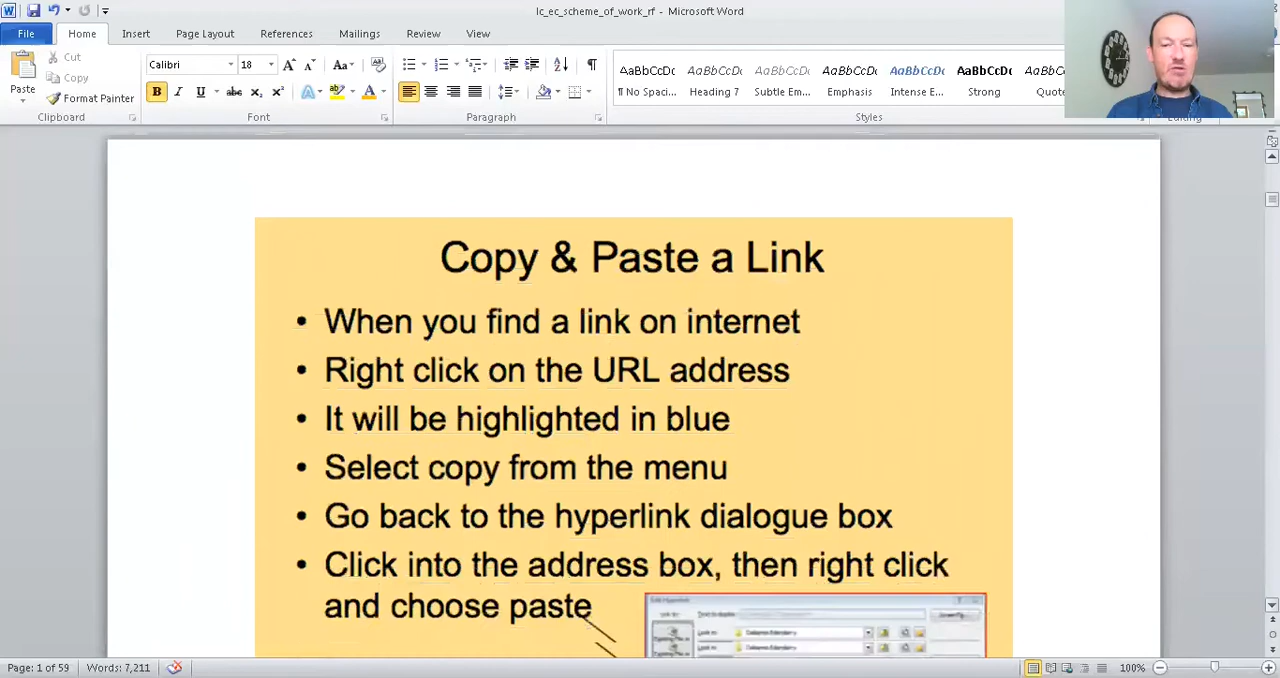 lc_ec_scheme_of_work_rf - Microsoft Word
File Home Insert Page Layout References Mailings Review View
Paste
Cut
Copy
Format Painter
Clipboard
Calibri 18
Font
Paragraph
AaBbCcDc AaBbCcD AaBbCcDc AaBbCcDc AaBbCcDc AaBbCcDc AaBbCcD
¶ No Spaci... Heading 7 Subtle Em... Emphasis Intense E... Strong Quote
Styles
Editing
Copy & Paste a Link
• When you find a link on internet
• Right click on the URL address
• It will be highlighted in blue
• Select copy from the menu
• Go back to the hyperlink dialogue box
• Click into the address box, then right click
and choose paste
Page: 1 of 59 Words: 7,211
100%